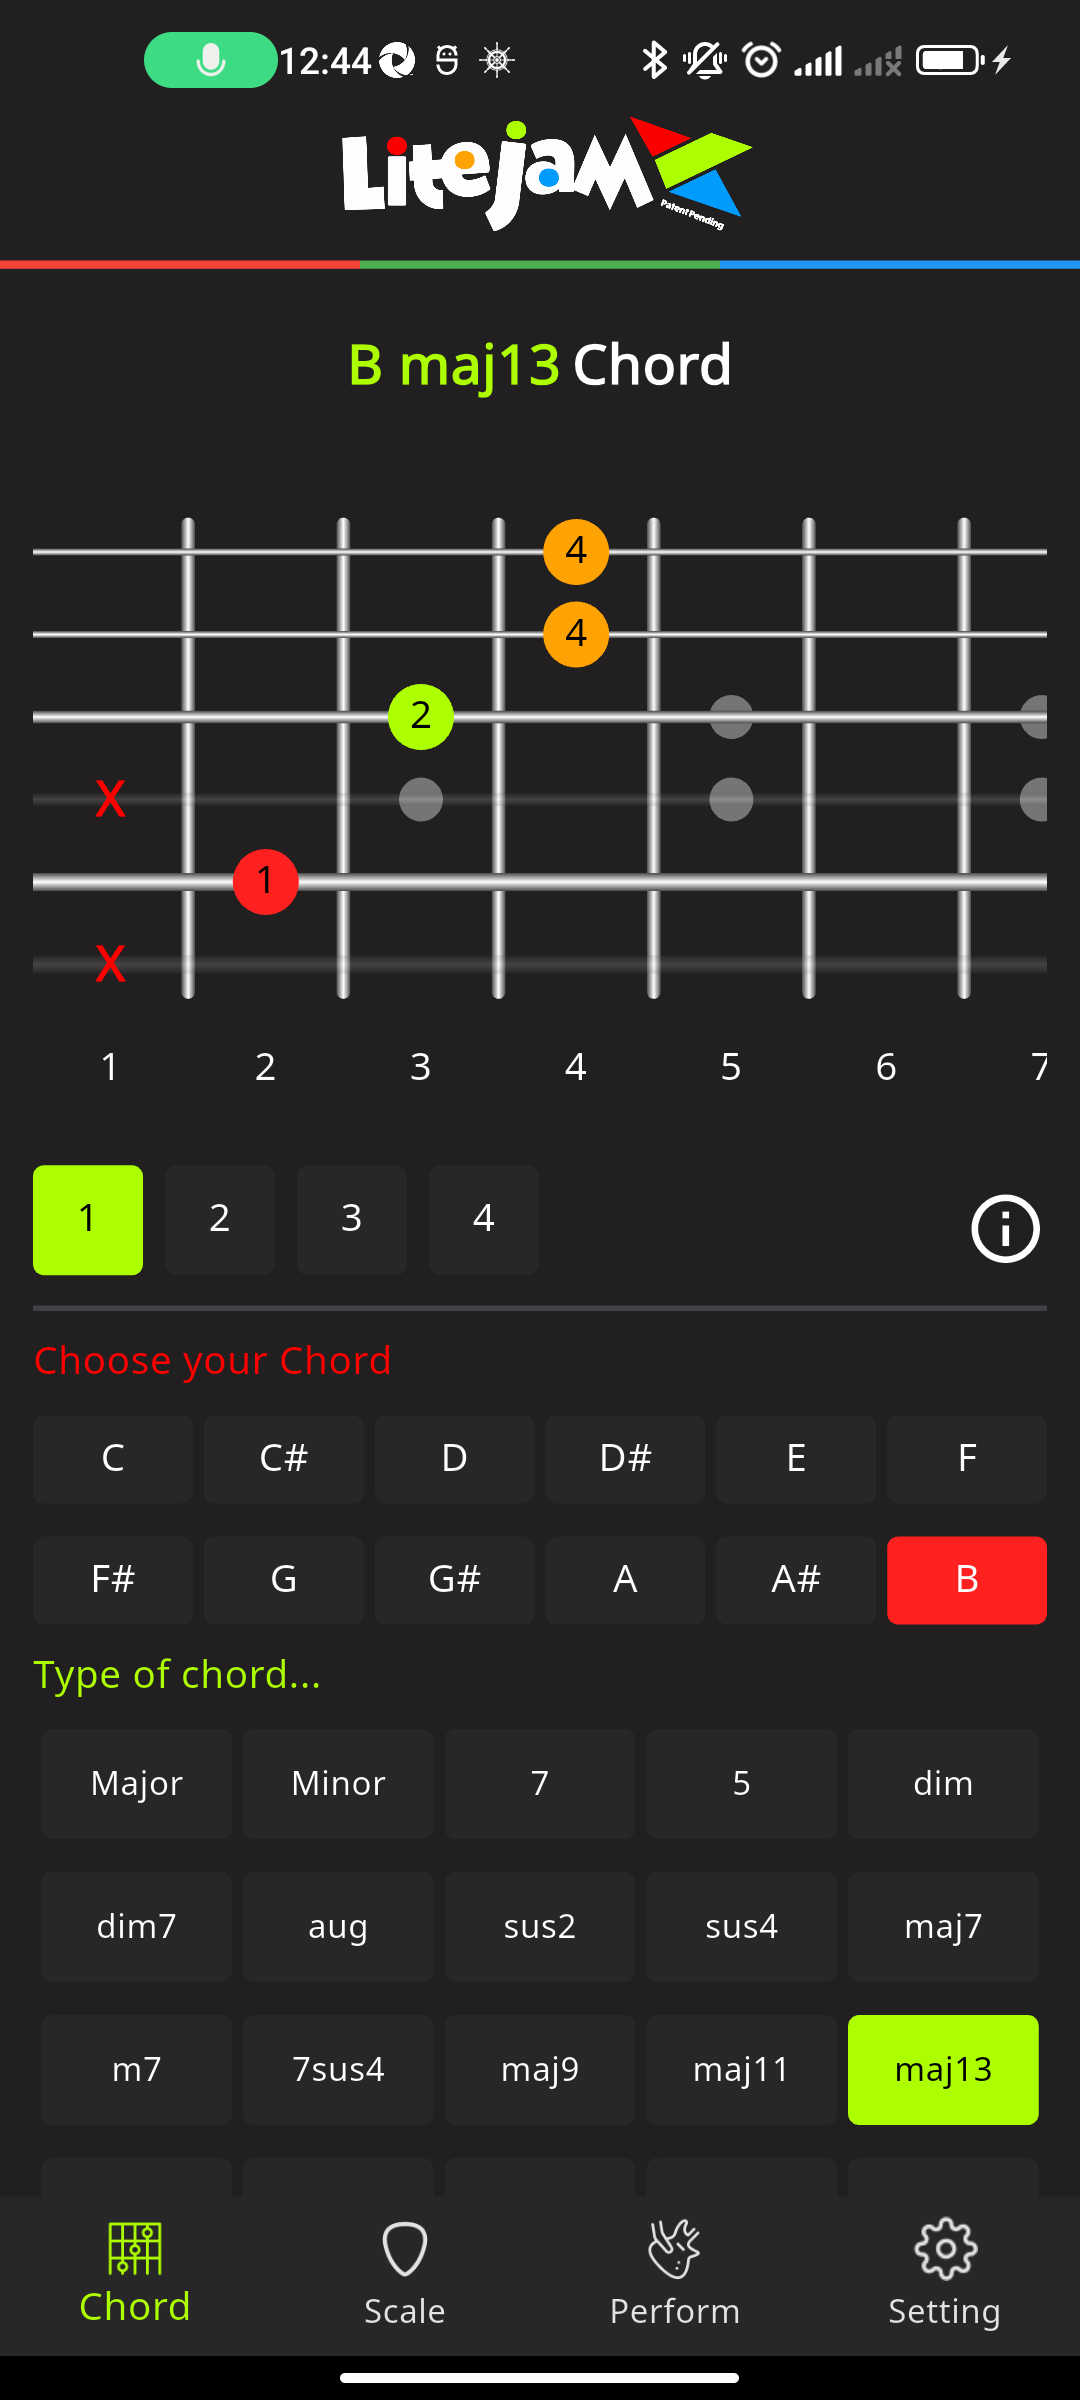 12:44
LiteJam
Patent Pending
B maj13 Chord
4
4
2
X
1
X
1 2 3 4 5 6 7
1 2 3 4
Choose your Chord
C C# D D# E F
F# G G# A A# B
Type of chord...
Major Minor 7 5 dim
dim7 aug sus2 sus4 maj7
m7 7sus4 maj9 maj11 maj13
Chord Scale Perform Setting